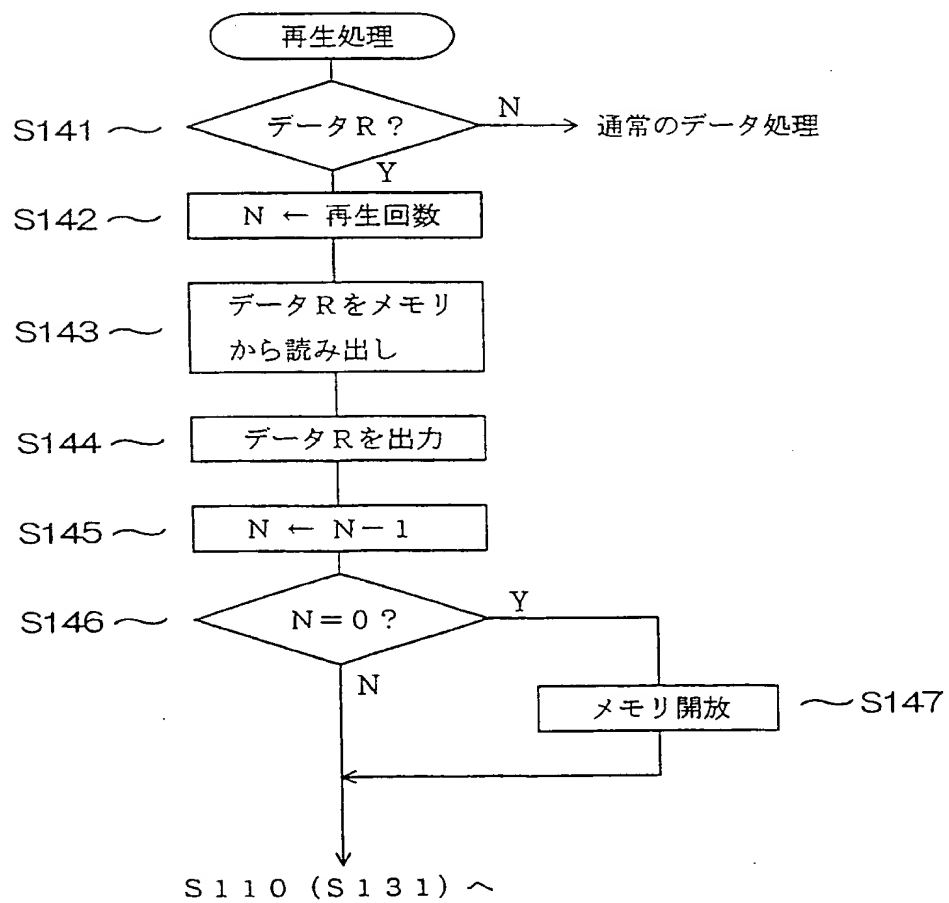 再生処理
S141 〜 データR？
N
通常のデータ処理
Y
S142 〜 N ← 再生回数
S143 〜 データRをメモリ
から読み出し
S144 〜 データRを出力
S145 〜 N ← N－1
S146 〜 N＝0？
Y
N
メモリ開放 〜S147
S110(S131)へ